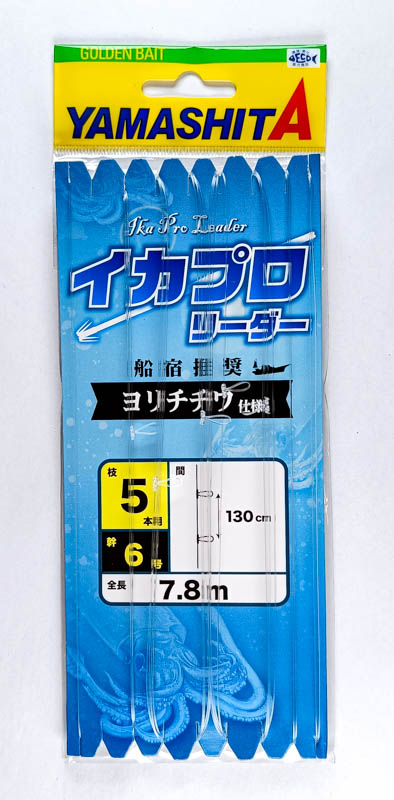 GOLDEN BAIT
YAMASHITA
Ika Pro Leader
イカプロ
リーダー
船宿推奨
ヨリチチワ仕様
枝
5
本用
間
130cm
幹
6
号
全長
7.8m